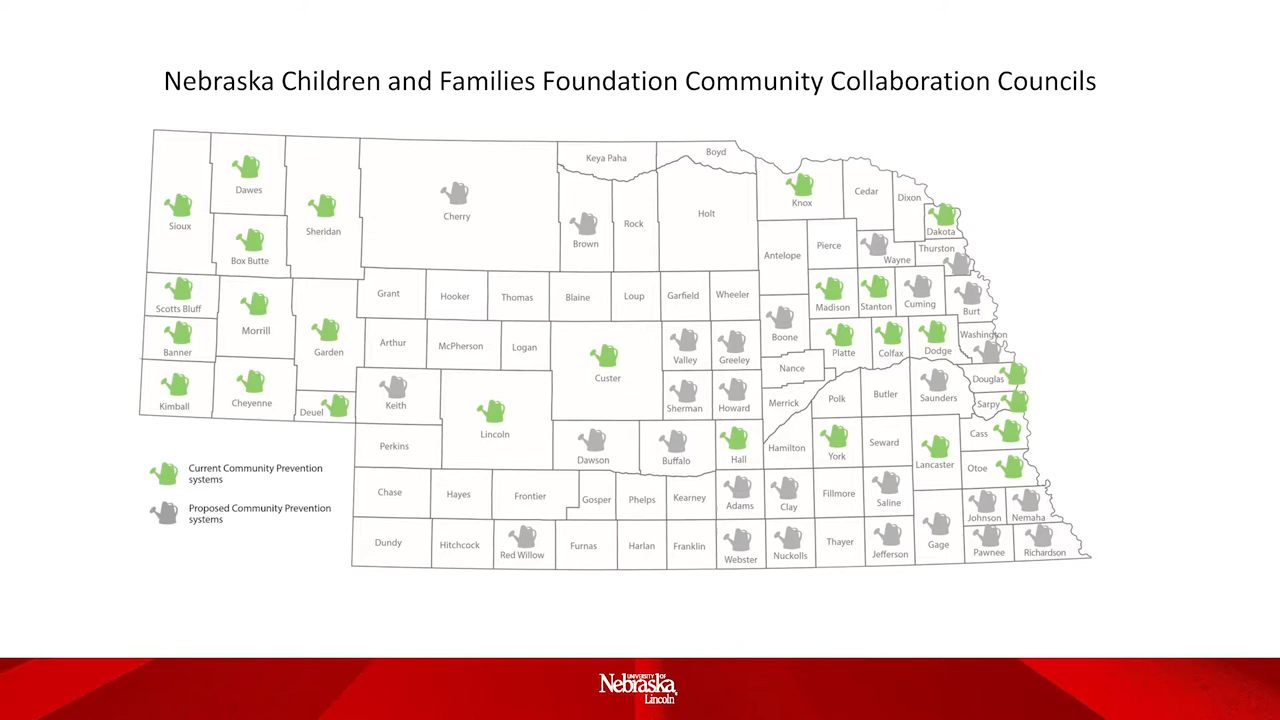 Nebraska Children and Families Foundation Community Collaboration Councils
Boyd
Keya Paha
Dawes
Cedar
Dixon
Knox
Cherry
Holt
Rock
Sioux
Sheridan
Dakota
Brown
Pierce
Thurston
Antelope
Wayne
Box Butte
Grant
Hooker
Thomas
Blaine
Loup
Garfield
Wheeler
Scotts Bluff
Madison
Stanton
Cuming
Burt
Morrill
Boone
Washington
Arthur
McPherson
Logan
Banner
Garden
Valley
Greeley
Platte
Colfax
Dodge
Nance
Custer
Douglas
Kimball
Cheyenne
Deuel
Keith
Sherman
Howard
Merrick
Polk
Butler
Saunders
Sarpy
Lincoln
Cass
Perkins
Dawson
Buffalo
Hall
Hamilton
York
Seward
Lancaster
Otoe
Current Community Prevention
systems
Proposed Community Prevention
systems
Chase
Hayes
Frontier
Gosper
Phelps
Kearney
Adams
Clay
Fillmore
Saline
Johnson
Nemaha
Dundy
Hitchcock
Red Willow
Furnas
Harlan
Franklin
Webster
Nuckolls
Thayer
Jefferson
Gage
Pawnee
Richardson
UNIVERSITY OF
Nebraska
Lincoln